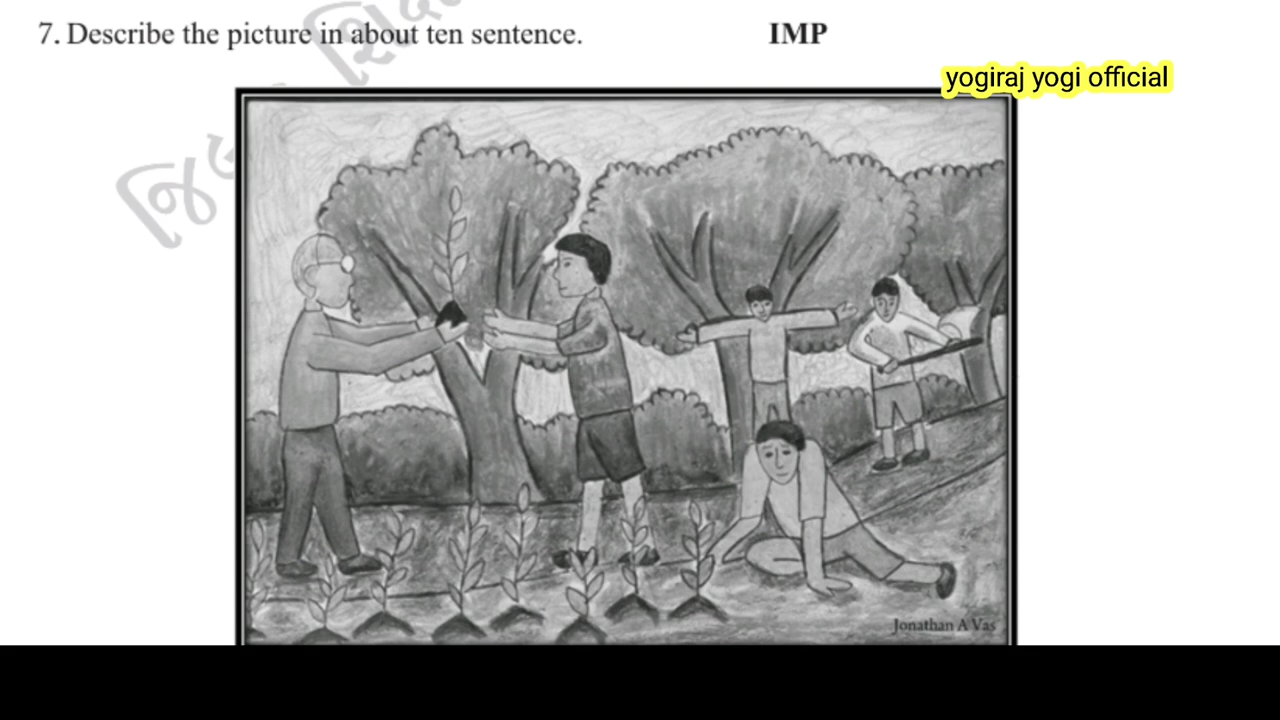 7. Describe the picture in about ten sentence. IMP
yogiraj yogi official
Jonathan A Vas